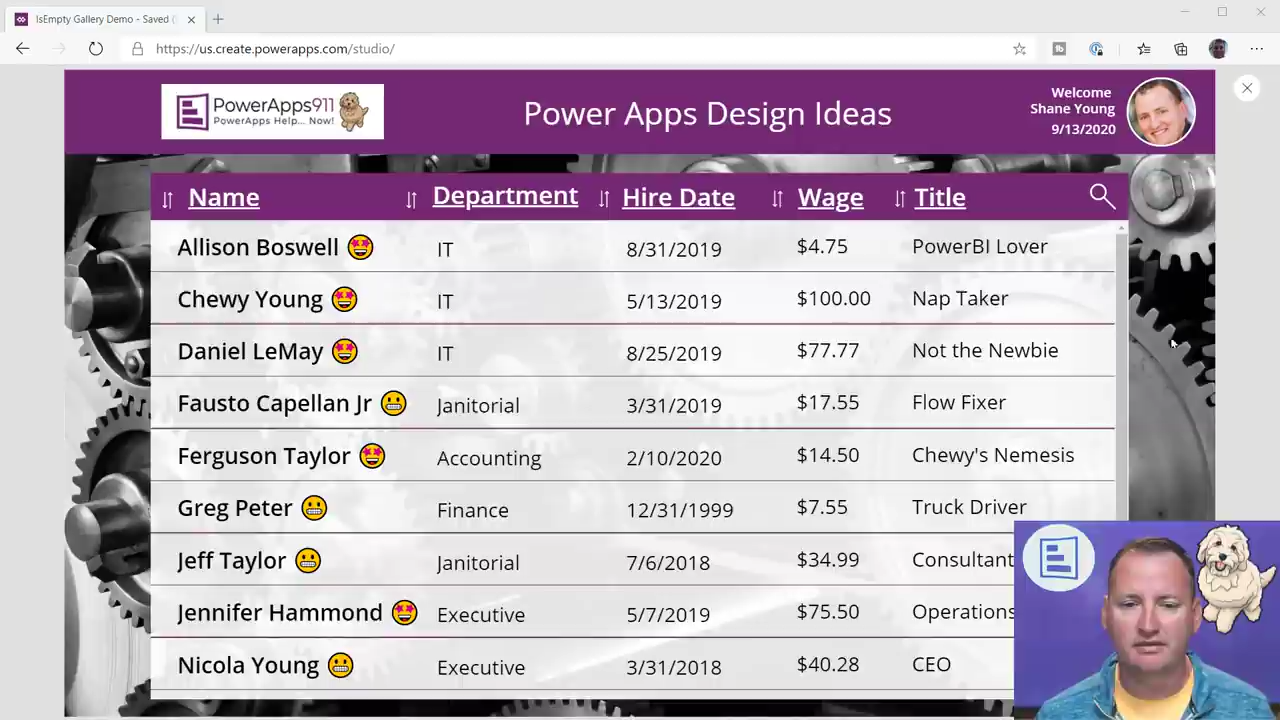 IsEmpty Gallery Demo - Saved (
https://us.create.powerapps.com/studio/
PowerApps911
PowerApps Help... Now!
Power Apps Design Ideas
Welcome
Shane Young
9/13/2020
Name Department Hire Date Wage Title
Allison Boswell 🤩 IT 8/31/2019 $4.75 PowerBI Lover
Chewy Young 🤩 IT 5/13/2019 $100.00 Nap Taker
Daniel LeMay 🤩 IT 8/25/2019 $77.77 Not the Newbie
Fausto Capellan Jr 😬 Janitorial 3/31/2019 $17.55 Flow Fixer
Ferguson Taylor 🤩 Accounting 2/10/2020 $14.50 Chewy's Nemesis
Greg Peter 😬 Finance 12/31/1999 $7.55 Truck Driver
Jeff Taylor 😬 Janitorial 7/6/2018 $34.99 Consultant
Jennifer Hammond 🤩 Executive 5/7/2019 $75.50 Operations
Nicola Young 😬 Executive 3/31/2018 $40.28 CEO